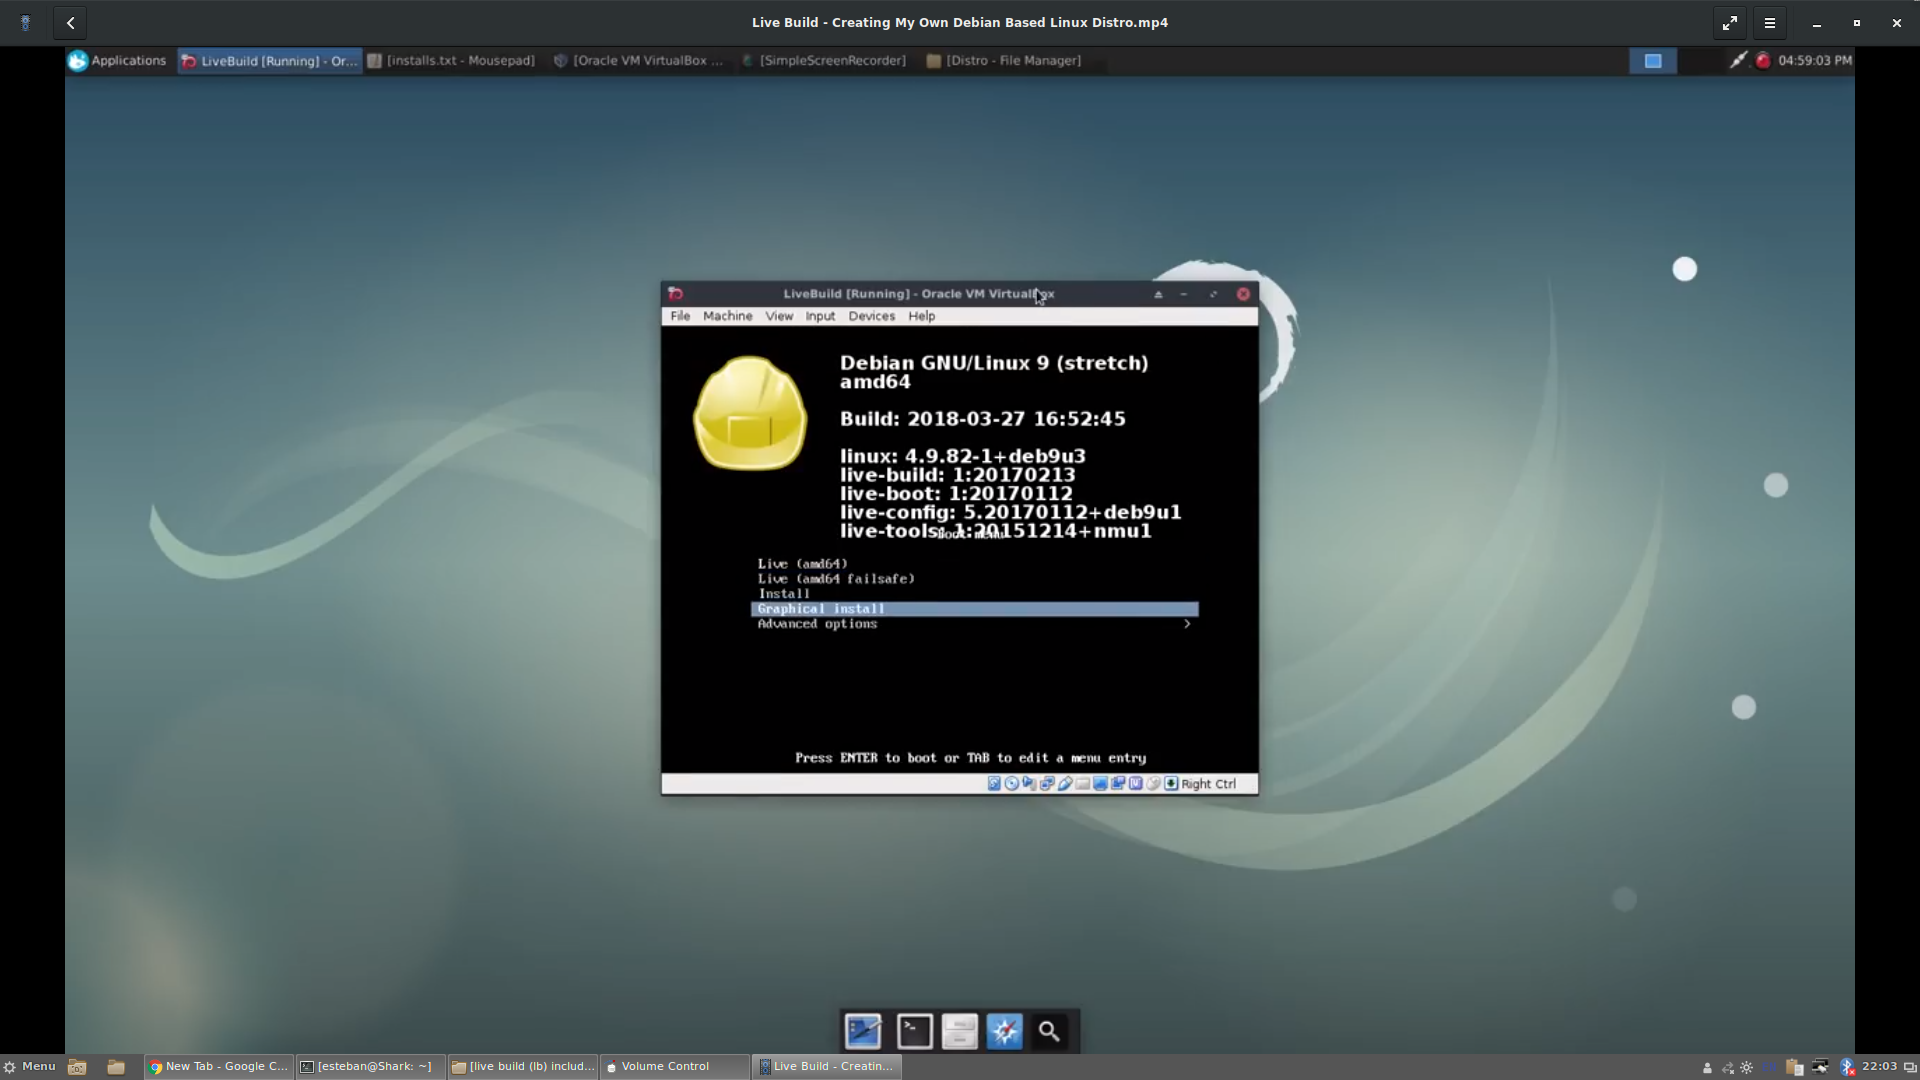 Live Build - Creating My Own Debian Based Linux Distro.mp4
Applications
LiveBuild [Running] - Or...
[installs.txt - Mousepad]
[Oracle VM VirtualBox ...
[SimpleScreenRecorder]
[Distro - File Manager]
04:59:03 PM
LiveBuild [Running] - Oracle VM VirtualBox
File Machine View Input Devices Help
Debian GNU/Linux 9 (stretch)
amd64
Build: 2018-03-27 16:52:45
linux: 4.9.82-1+deb9u3
live-build: 1:20170213
live-boot: 1:20170112
live-config: 5.20170112+deb9u1
live-tools: 1:20151214+nmu1
Boot menu
Live (amd64)
Live (amd64 failsafe)
Install
Graphical install
Advanced options >
Press ENTER to boot or TAB to edit a menu entry
Right Ctrl
Menu
New Tab - Google C...
[esteban@Shark: ~]
[live build (lb) includ...
Volume Control
Live Build - Creatin...
22:03